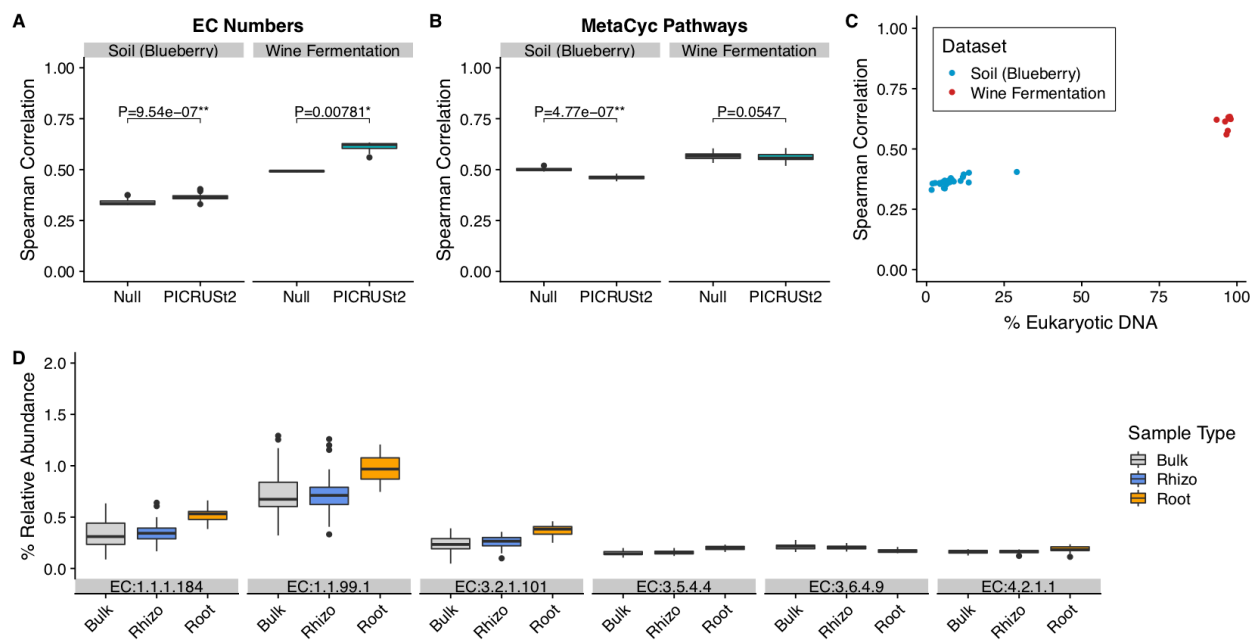 A
EC Numbers
Soil (Blueberry)
Wine Fermentation
Spearman Correlation
1.00
0.75
0.50
0.25
0.00
P=9.54e−07**
P=0.00781*
Null
PICRUSt2
Null
PICRUSt2
B
MetaCyc Pathways
Soil (Blueberry)
Wine Fermentation
Spearman Correlation
1.00
0.75
0.50
0.25
0.00
P=4.77e−07**
P=0.0547
Null
PICRUSt2
Null
PICRUSt2
C
Spearman Correlation
1.00
0.75
0.50
0.25
0.00
Dataset
Soil (Blueberry)
Wine Fermentation
0
25
50
75
100
% Eukaryotic DNA
D
% Relative Abundance
2.0
1.5
1.0
0.5
0.0
EC:1.1.1.184
EC:1.1.99.1
EC:3.2.1.101
EC:3.5.4.4
EC:3.6.4.9
EC:4.2.1.1
Bulk
Rhizo
Root
Bulk
Rhizo
Root
Bulk
Rhizo
Root
Bulk
Rhizo
Root
Bulk
Rhizo
Root
Bulk
Rhizo
Root
Sample Type
Bulk
Rhizo
Root